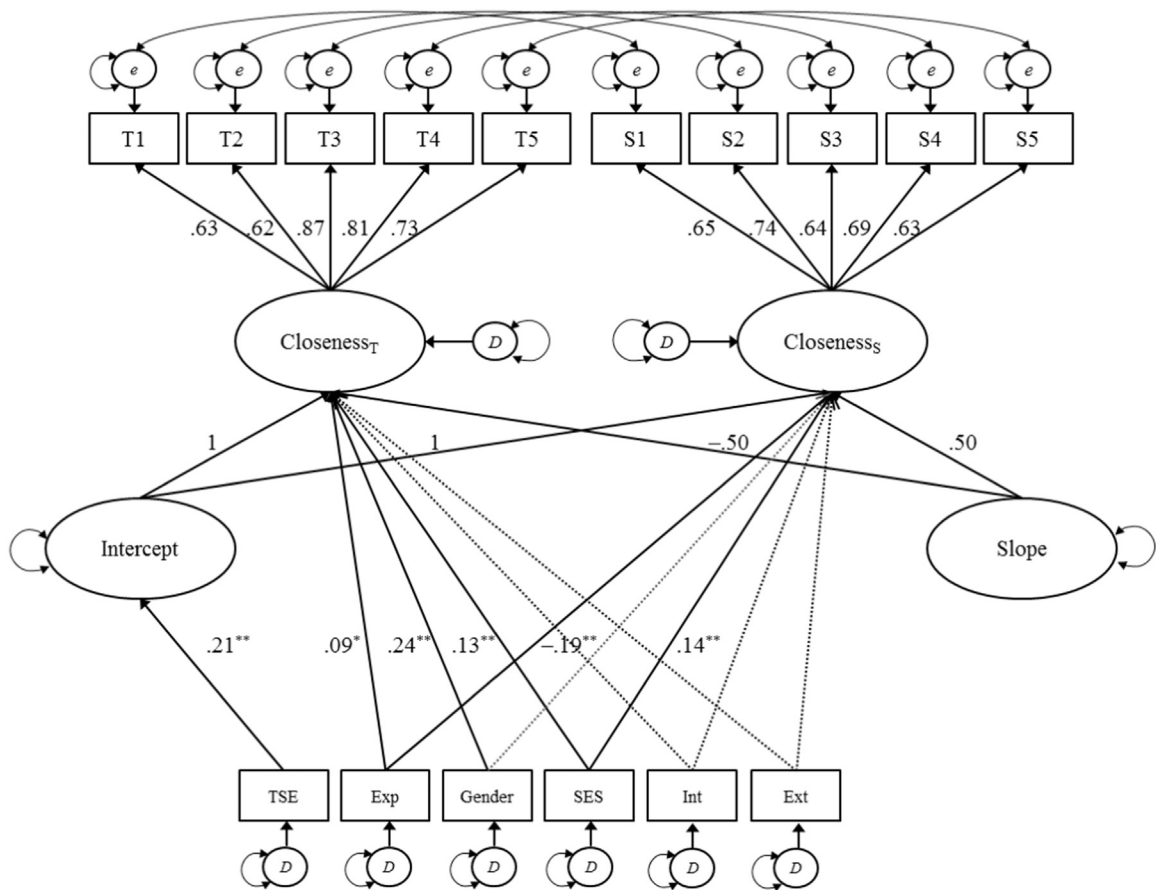 e e e e e e e e e e
T1 T2 T3 T4 T5 S1 S2 S3 S4 S5
.63 .62 .87 .81 .73 .65 .74 .64 .69 .63
Closeness_T D D Closeness_S
1 1 –.50 .50
Intercept Slope
.21** .09* .24** .13** –.19** .14**
TSE Exp Gender SES Int Ext
D D D D D D